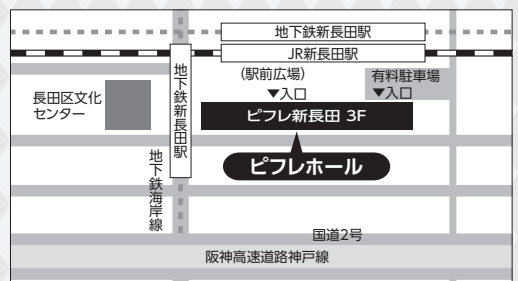 地下鉄新長田駅
JR新長田駅
(駅前広場)
▼入口
有料駐車場
▼入口
長田区文化
センター
地下鉄新長田駅
ピフレ新長田 3F
ピフレホール
地下鉄海岸線
国道2号
阪神高速道路神戸線